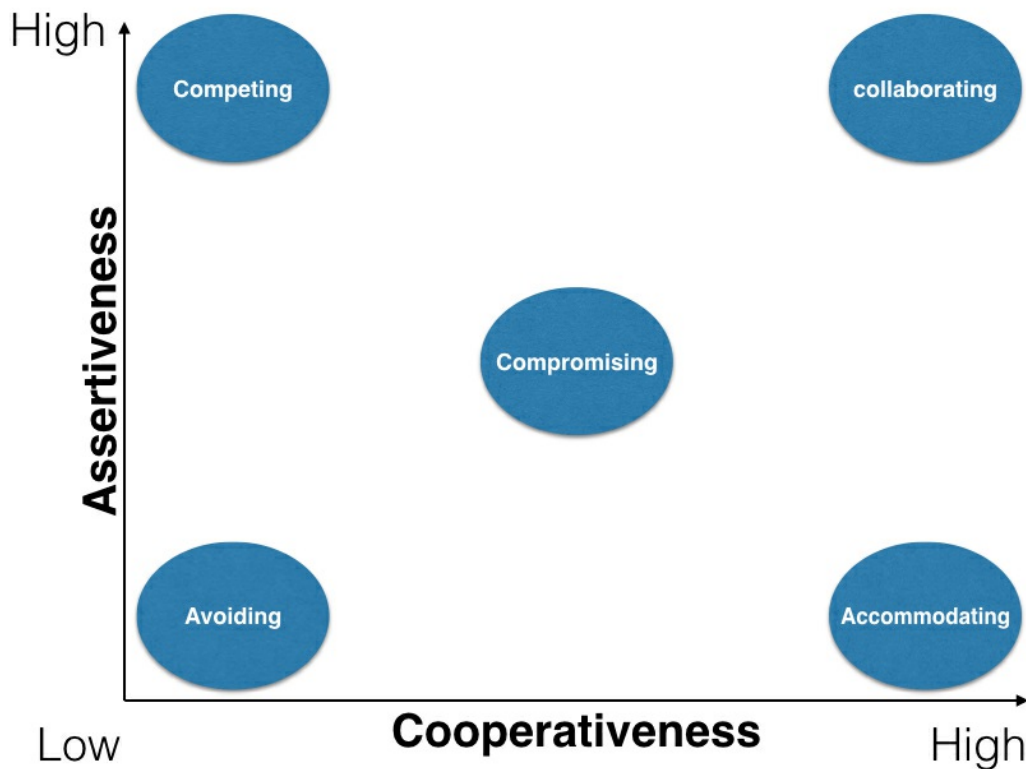 High
Competing
collaborating
Assertiveness
Compromising
Avoiding
Accommodating
Low
Cooperativeness
High